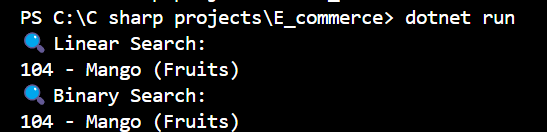 PS C:\C sharp projects\E_commerce> dotnet run
🔍 Linear Search:
104 - Mango (Fruits)
🔍 Binary Search:
104 - Mango (Fruits)